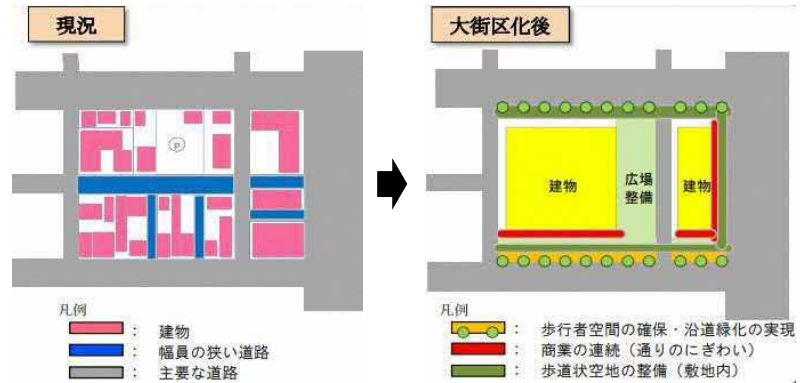 現況
P
凡例
： 建物
： 幅員の狭い道路
： 主要な道路
大街区化後
建物
広場
整備
建物
凡例
： 歩行者空間の確保・沿道緑化の実現
： 商業の連続（通りのにぎわい）
： 歩道状空地の整備（敷地内）